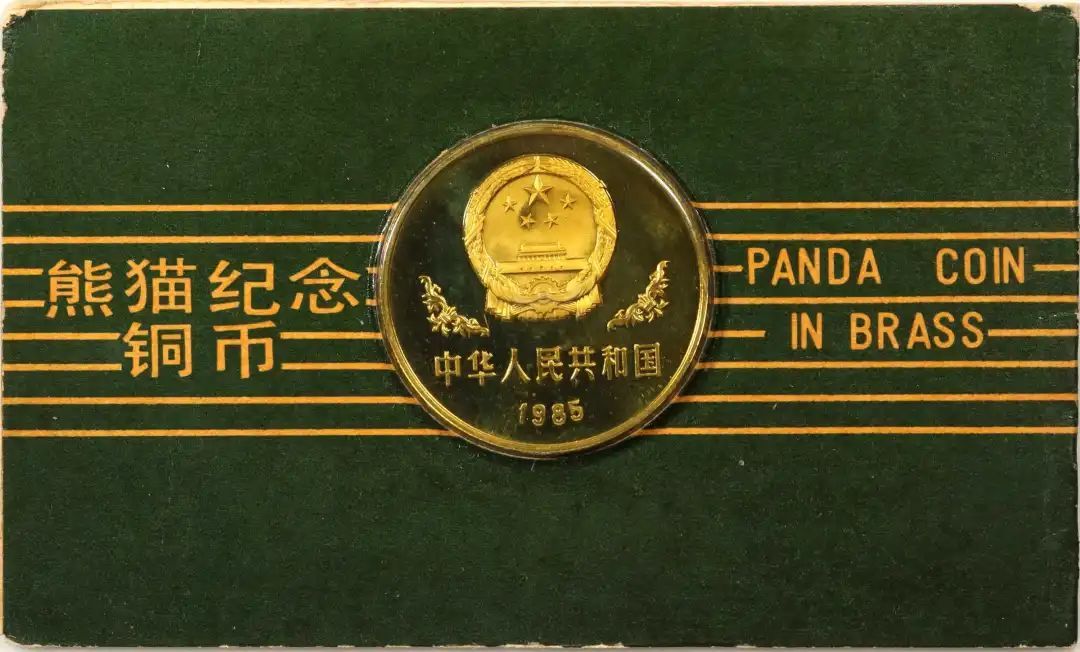 熊猫纪念
铜币
中华人民共和国
1985
PANDA COIN
IN BRASS